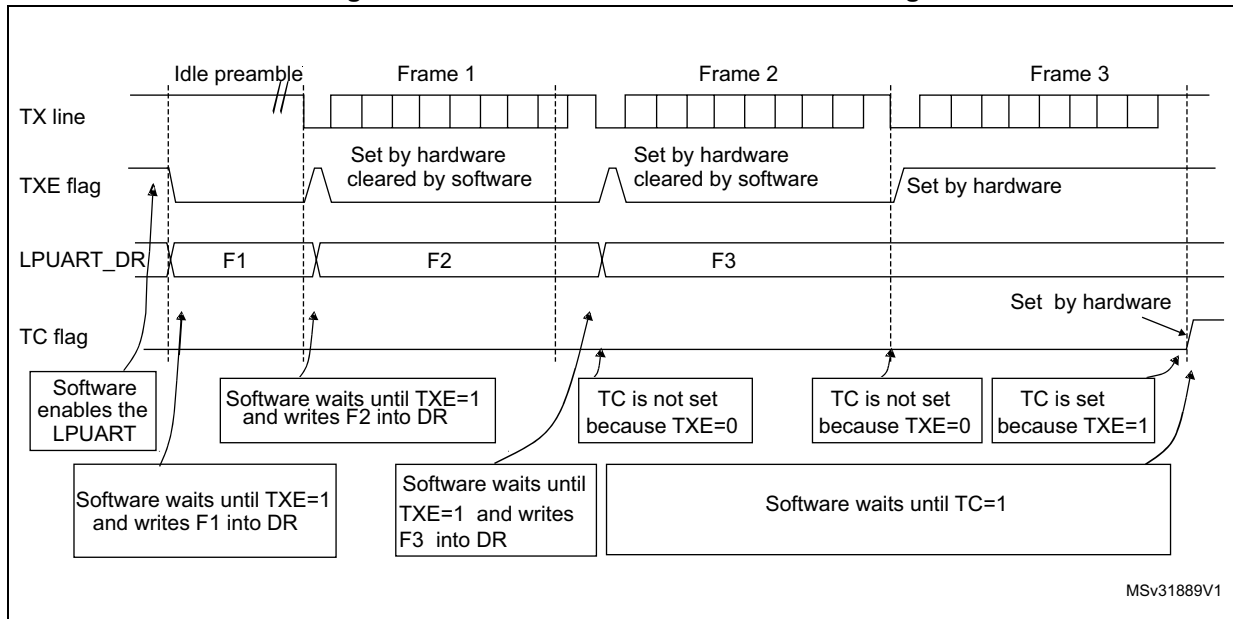 Idle preamble
Frame 1
Frame 2
Frame 3
TX line
Set by hardware
cleared by software
Set by hardware
cleared by software
TXE flag
Set by hardware
LPUART_DR
F1
F2
F3
Set by hardware
TC flag
Software
enables the
LPUART
Software waits until TXE=1
and writes F2 into DR
TC is not set
because TXE=0
TC is not set
because TXE=0
TC is set
because TXE=1
Software waits until TXE=1
and writes F1 into DR
Software waits until
TXE=1 and writes
F3 into DR
Software waits until TC=1
MSv31889V1